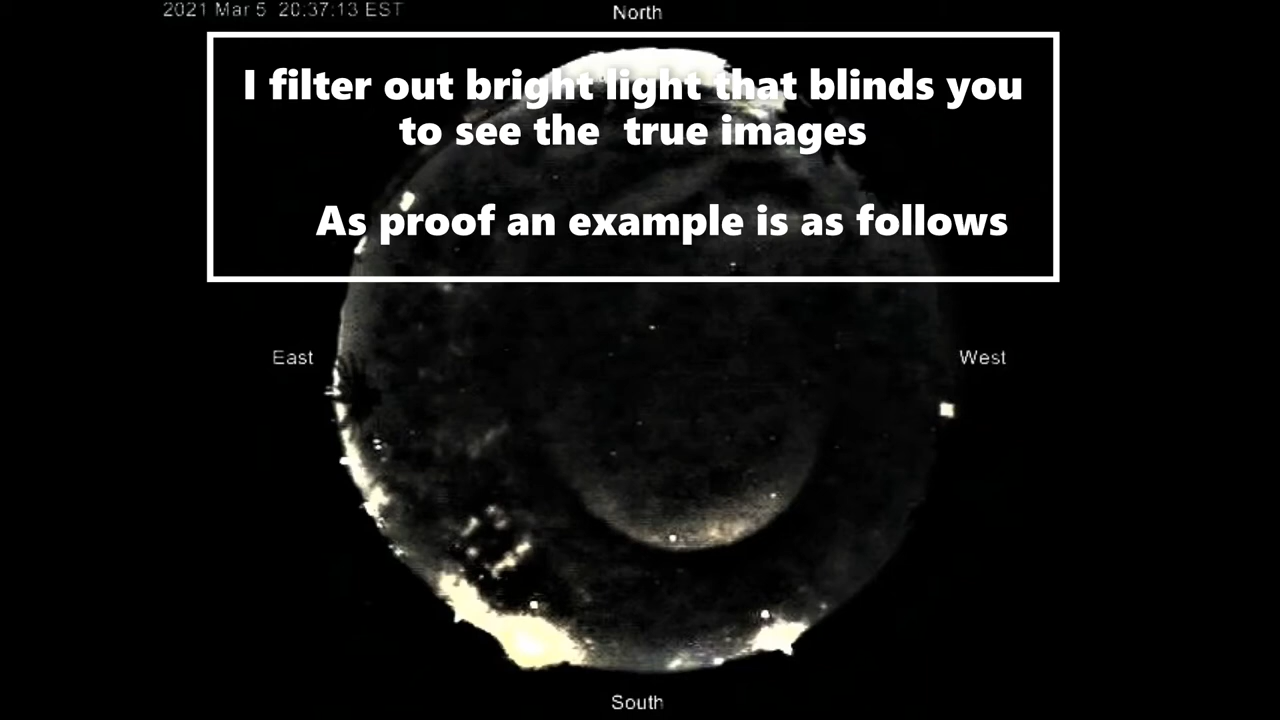 2021 Mar 5 20:37:13 EST
North
I filter out bright light that blinds you
to see the true images
As proof an example is as follows
East
West
South